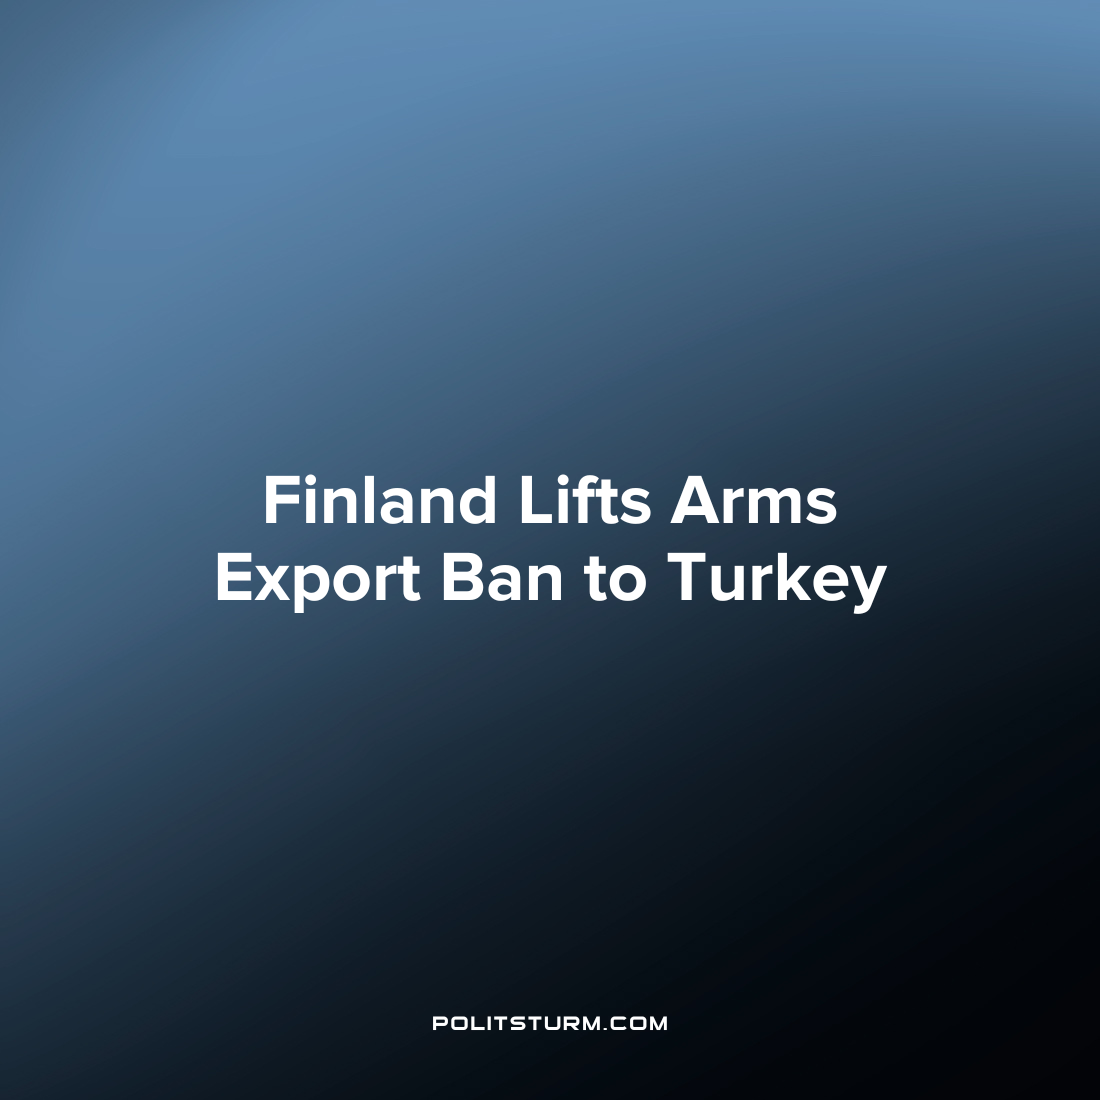 Finland Lifts Arms
Export Ban to Turkey
POLITSTURM.COM